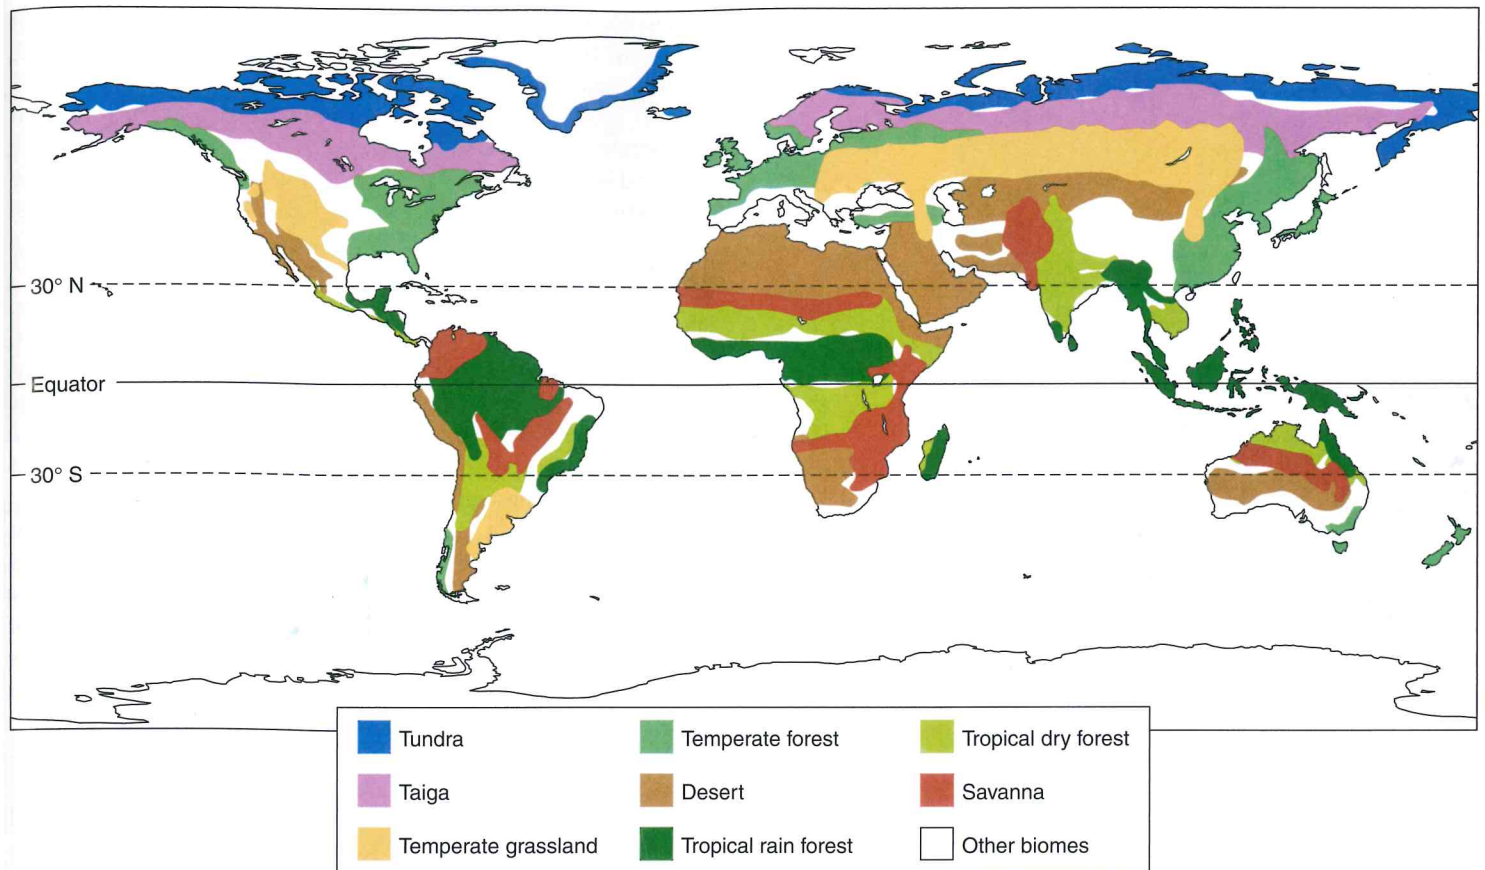 30° N
Equator
30° S
Tundra
Temperate forest
Tropical dry forest
Taiga
Desert
Savanna
Temperate grassland
Tropical rain forest
Other biomes